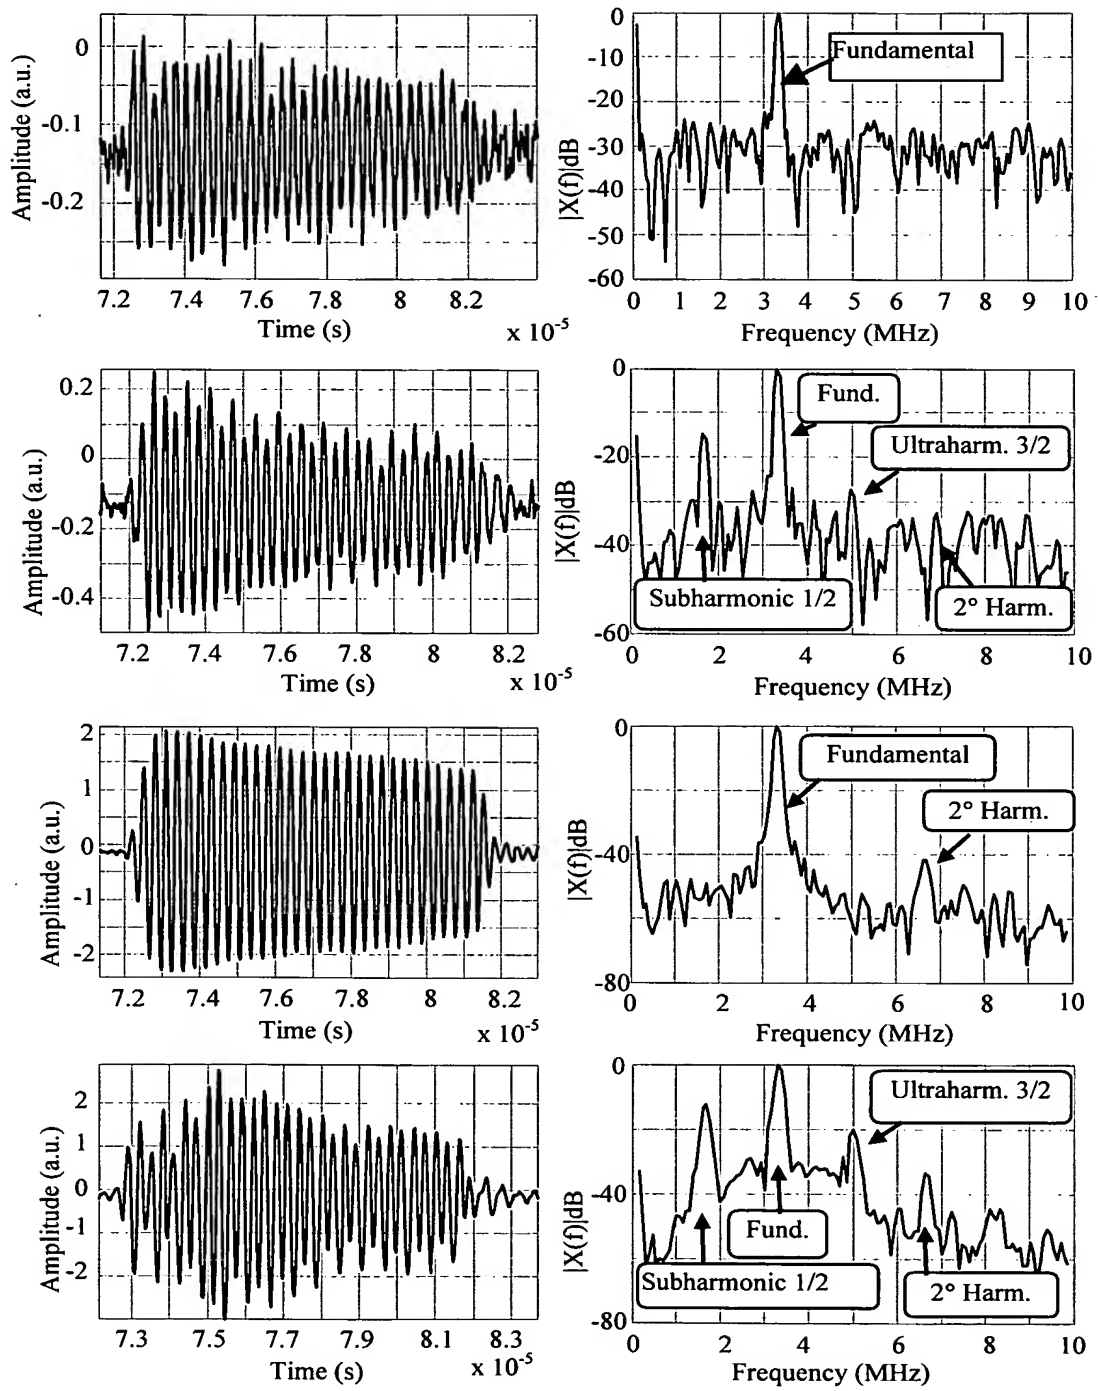 Amplitude (a.u.)
0
-0.1
-0.2
7.2 7.4 7.6 7.8 8 8.2
Time (s)
x 10-5
|X(f)|dB
0
-10
-20
-30
-40
-50
-60
Fundamental
0 1 2 3 4 5 6 7 8 9 10
Frequency (MHz)
Amplitude (a.u.)
0.2
0
-0.2
-0.4
7.2 7.4 7.6 7.8 8 8.2
Time (s)
x 10-5
|X(f)|dB
0
-20
-40
-60
Fund.
Ultraharm. 3/2
Subharmonic 1/2
2° Harm.
0 2 4 6 8 10
Frequency (MHz)
Amplitude (a.u.)
2
1
0
-1
-2
7.2 7.4 7.6 7.8 8 8.2
Time (s)
x 10-5
|X(f)|dB
0
-40
-80
Fundamental
2° Harm.
0 2 4 6 8 10
Frequency (MHz)
Amplitude (a.u.)
2
1
0
-1
-2
7.3 7.5 7.7 7.9 8.1 8.3
Time (s)
x 10-5
|X(f)|dB
0
-40
-80
Ultraharm. 3/2
Fund.
Subharmonic 1/2
2° Harm.
0 2 4 6 8 10
Frequency (MHz)